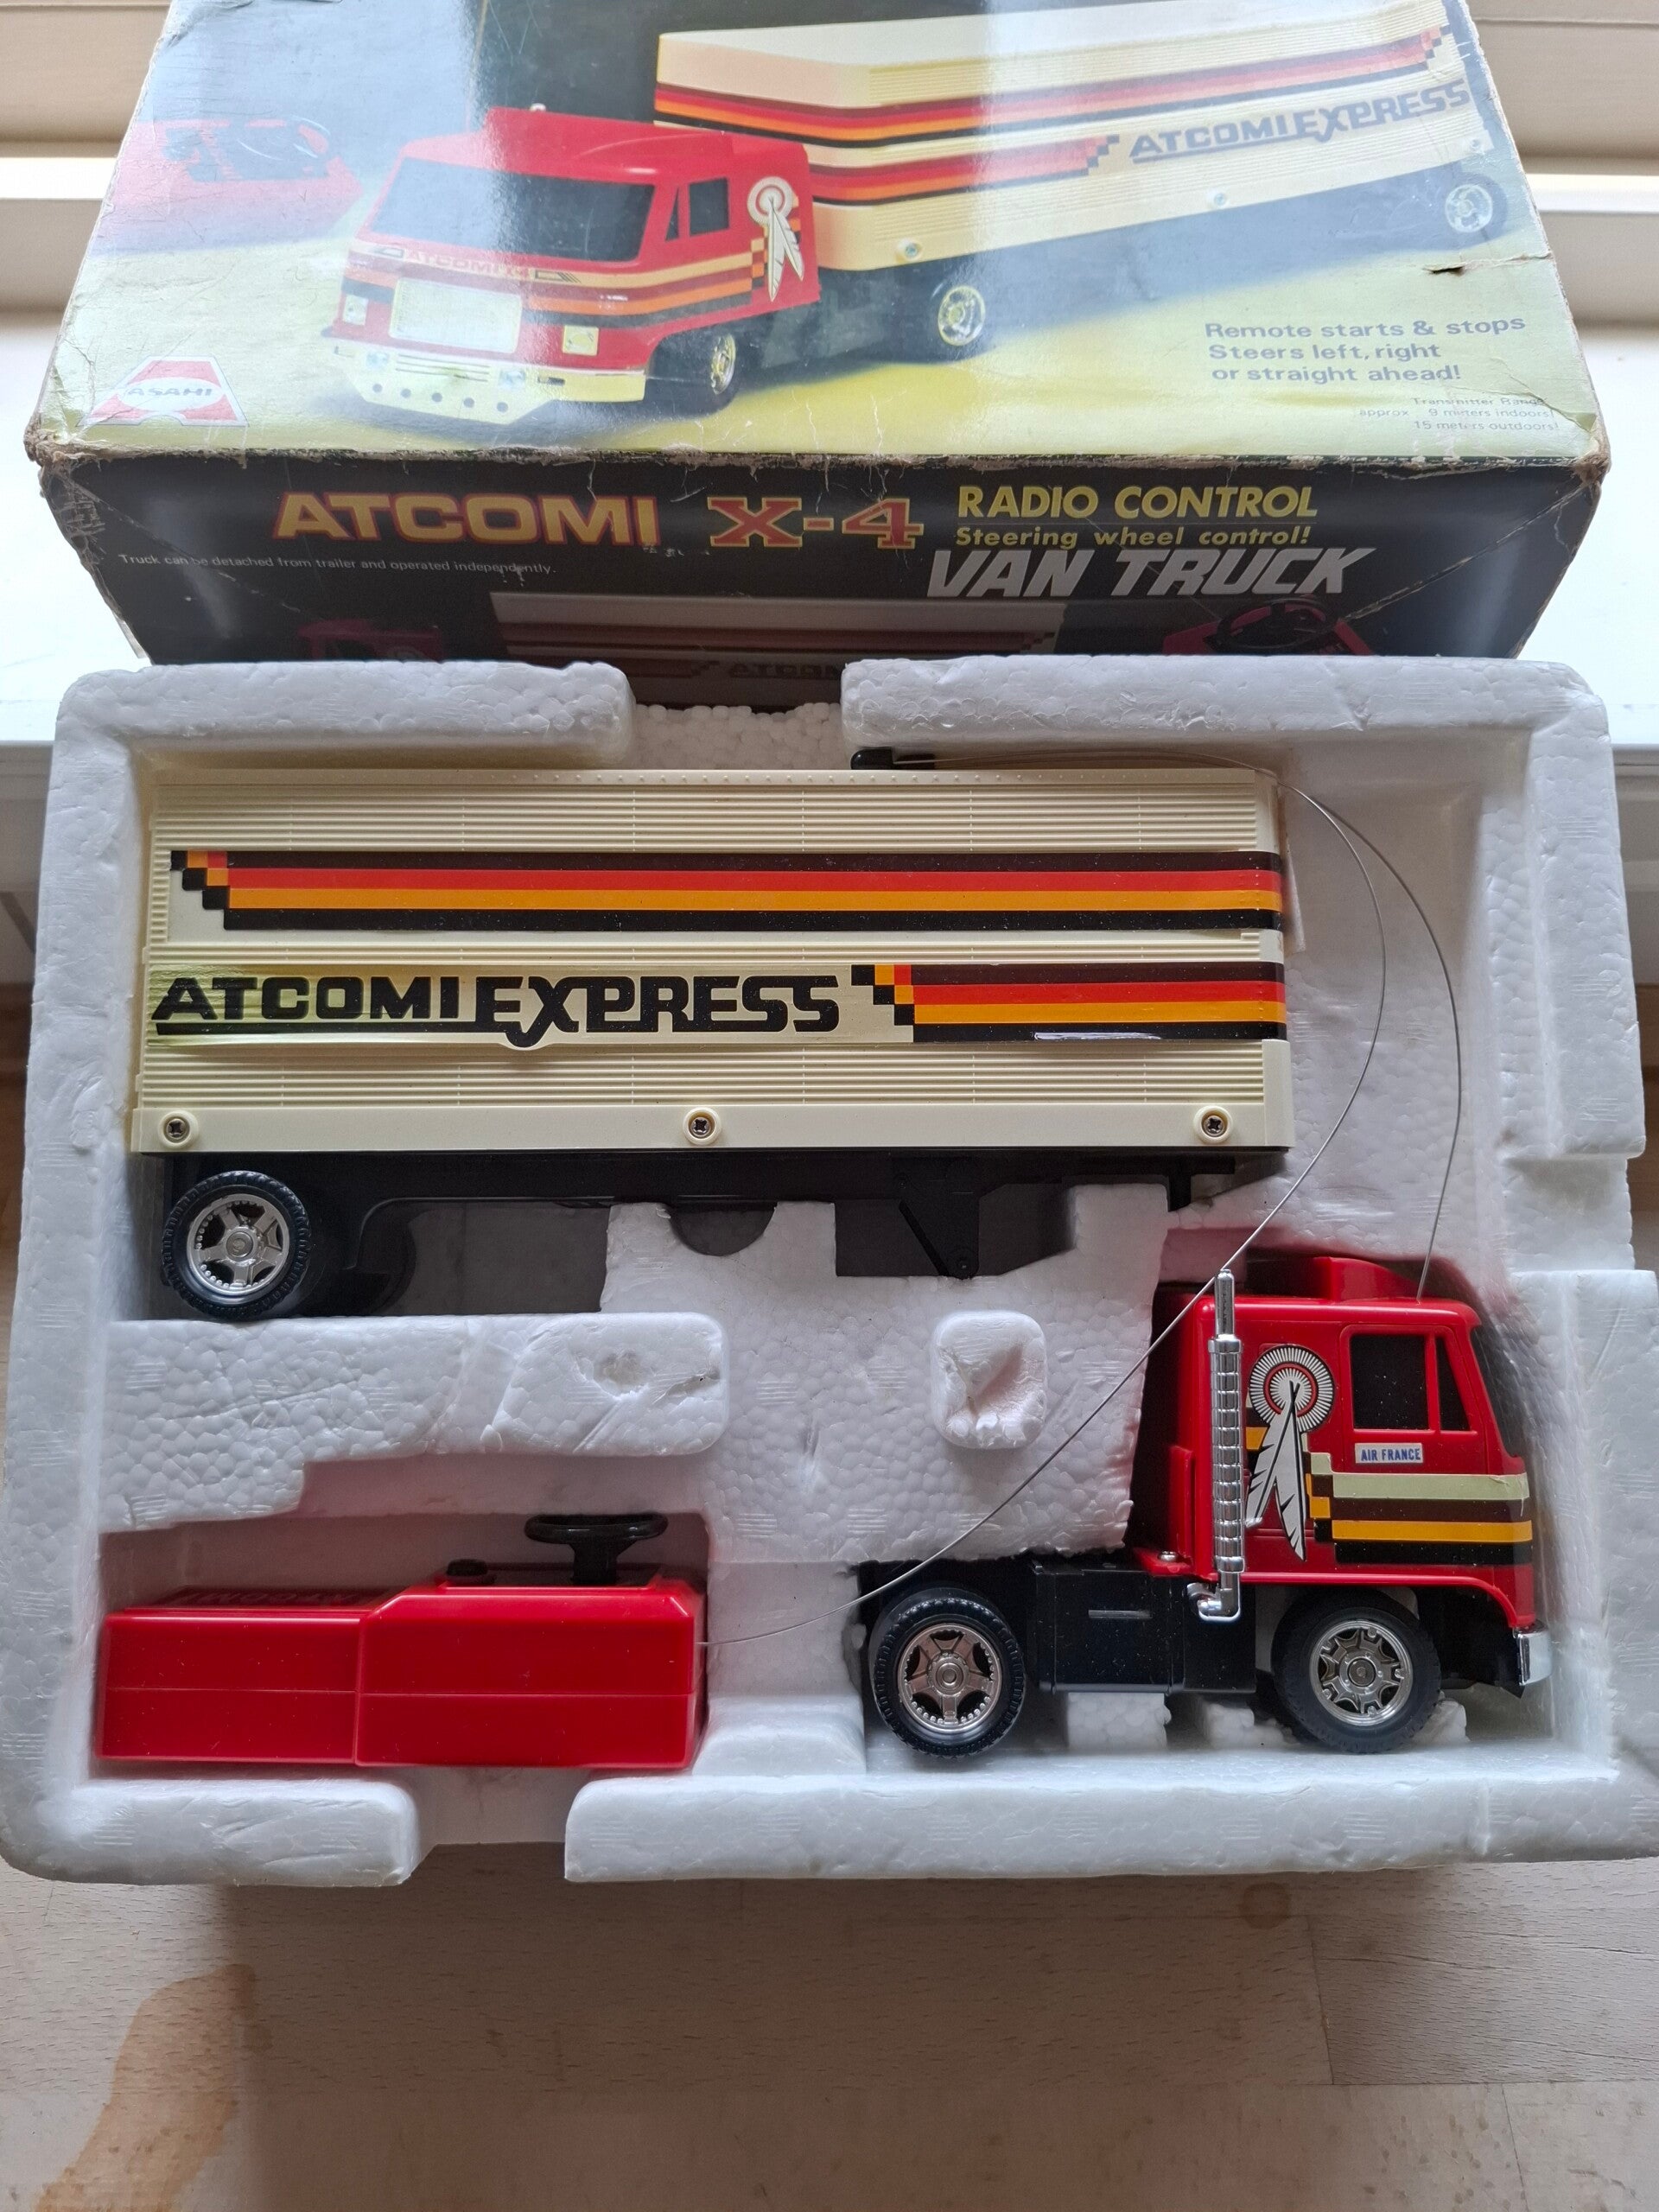 ATCOMI EXPRESS
ATCOMI X-4
Remote starts & stops
Steers left, right
or straight ahead!
Transmitter Range
approx 9 meters indoors!
15 meters outdoors!
ASAHI
ATCOMI X-4 RADIO CONTROL
Steering wheel control!
VAN TRUCK
Truck can be detached from trailer and operated independently.
ATCOMI EXPRESS
AIR FRANCE